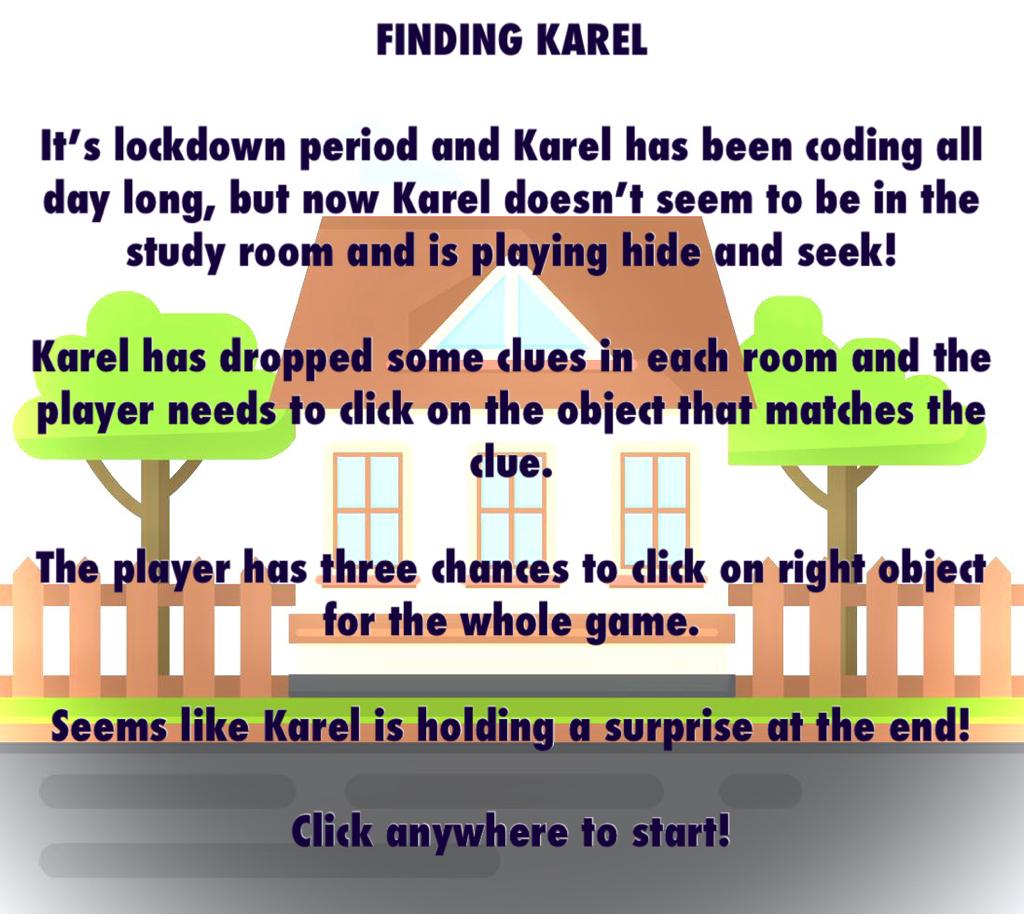 FINDING KAREL
It’s lockdown period and Karel has been coding all
day long, but now Karel doesn’t seem to be in the
study room and is playing hide and seek!
Karel has dropped some clues in each room and the
player needs to click on the object that matches the
clue.
The player has three chances to click on right object
for the whole game.
Seems like Karel is holding a surprise at the end!
Click anywhere to start!